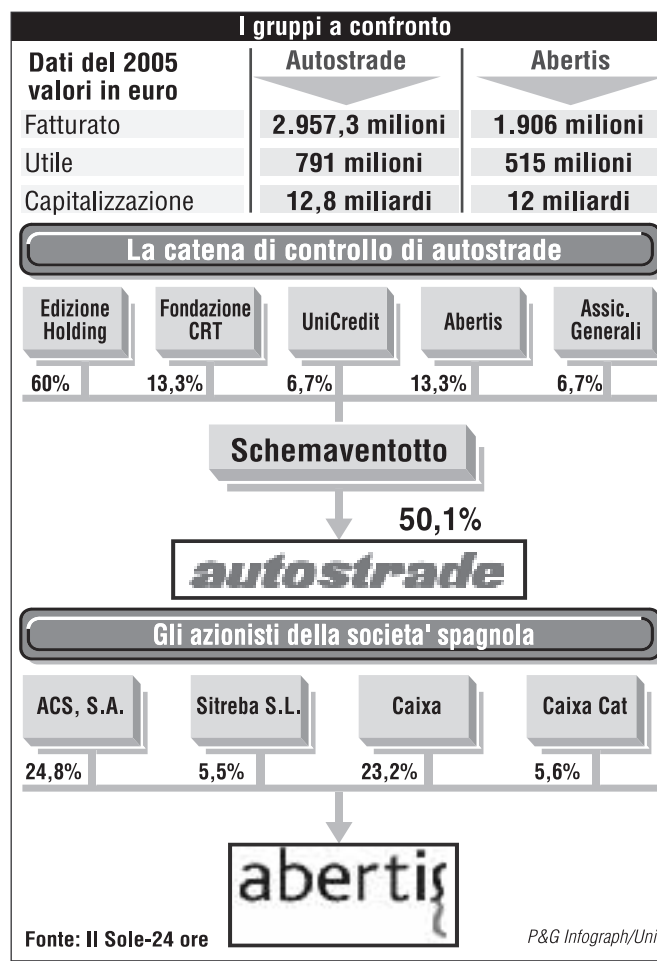 I gruppi a confronto
Dati del 2005
valori in euro
Autostrade
Abertis
Fatturato
2.957,3 milioni
1.906 milioni
Utile
791 milioni
515 milioni
Capitalizzazione
12,8 miliardi
12 miliardi
La catena di controllo di autostrade
Edizione
Holding
Fondazione
CRT
UniCredit
Abertis
Assic.
Generali
60%
13,3%
6,7%
13,3%
6,7%
Schemaventotto
50,1%
autostrade
Gli azionisti della societa' spagnola
ACS, S.A.
Sitreba S.L.
Caixa
Caixa Cat
24,8%
5,5%
23,2%
5,6%
abertis
Fonte: Il Sole-24 ore
P&G Infograph/Uni